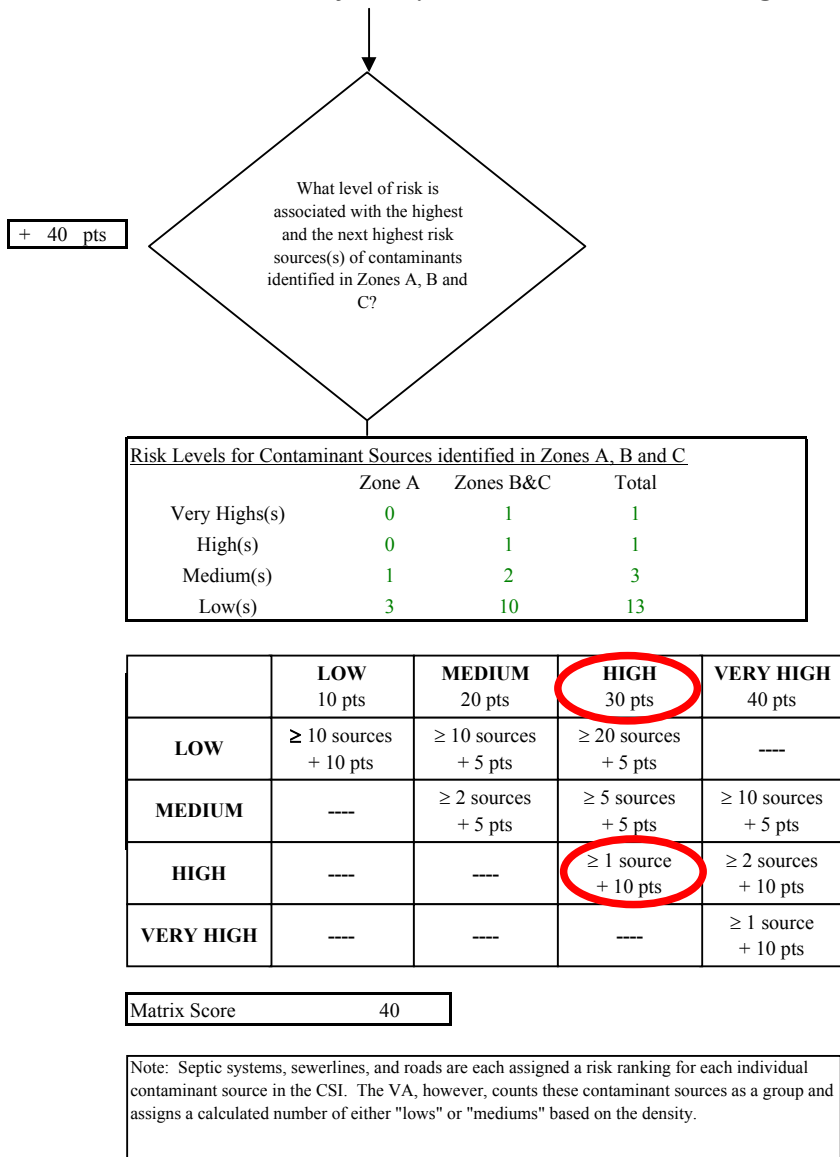 + 40 pts
What level of risk is
associated with the highest
and the next highest risk
sources(s) of contaminants
identified in Zones A, B and
C?
Risk Levels for Contaminant Sources identified in Zones A, B and C
Zone A Zones B&C Total
Very Highs(s) 0 1 1
High(s) 0 1 1
Medium(s) 1 2 3
Low(s) 3 10 13
LOW MEDIUM HIGH VERY HIGH
10 pts 20 pts 30 pts 40 pts
LOW ≥ 10 sources + 10 pts ≥ 10 sources + 5 pts ≥ 20 sources + 5 pts ----
MEDIUM ---- ≥ 2 sources + 5 pts ≥ 5 sources + 5 pts ≥ 10 sources + 5 pts
HIGH ---- ---- ≥ 1 source + 10 pts ≥ 2 sources + 10 pts
VERY HIGH ---- ---- ---- ≥ 1 source + 10 pts
Matrix Score 40
Note: Septic systems, sewerlines, and roads are each assigned a risk ranking for each individual
contaminant source in the CSI. The VA, however, counts these contaminant sources as a group and
assigns a calculated number of either "lows" or "mediums" based on the density.